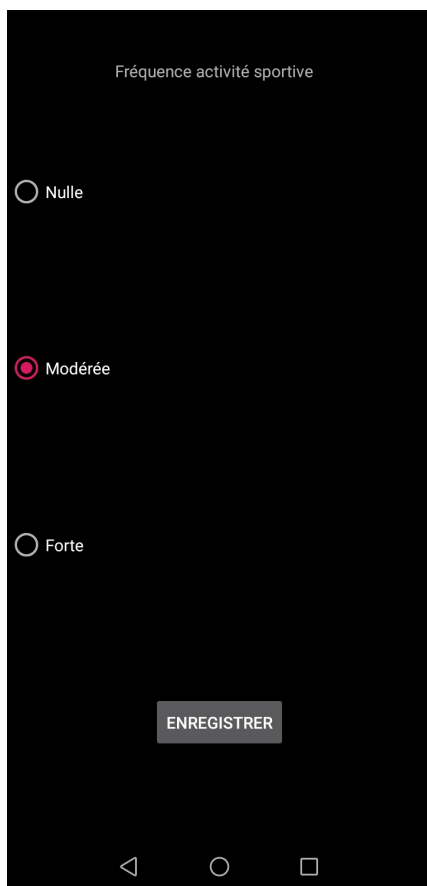 Fréquence activité sportive
Nulle
Modérée
Forte
ENREGISTRER